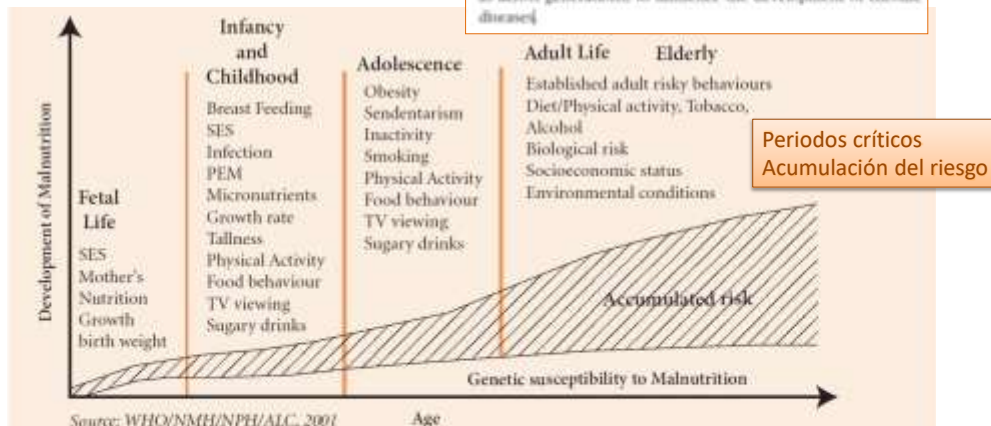 diseases
Infancy
and
Childhood
Breast Feeding
SES
Infection
PEM
Micronutrients
Growth rate
Tallness
Physical Activity
Food behaviour
TV viewing
Sugary drinks
Adolescence
Obesity
Sendentarism
Inactivity
Smoking
Physical Activity
Food behaviour
TV viewing
Sugary drinks
Adult Life Elderly
Established adult risky behaviours
Diet/Physical activity, Tobacco,
Alcohol
Biological risk
Socioeconomic status
Environmental conditions
Periodos críticos
Acumulación del riesgo
Development of Malnutrition
Fetal
Life
SES
Mother's
Nutrition
Growth
birth weight
Accumulated risk
Genetic susceptibility to Malnutrition
Source: WHO/NMH/NPH/ALC, 2001
Age